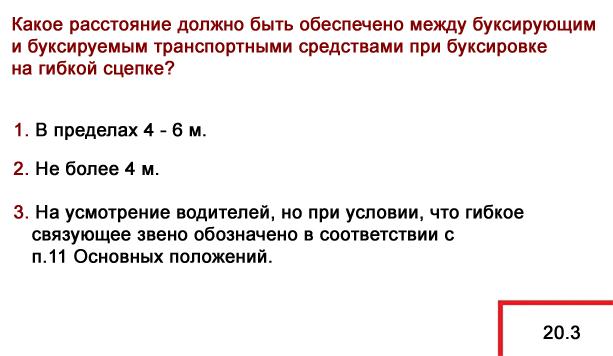 Какое расстояние должно быть обеспечено между буксирующим
и буксируемым транспортными средствами при буксировке
на гибкой сцепке?
1. В пределах 4 - 6 м.
2. Не более 4 м.
3. На усмотрение водителей, но при условии, что гибкое
связующее звено обозначено в соответствии с
п.11 Основных положений.
20.3